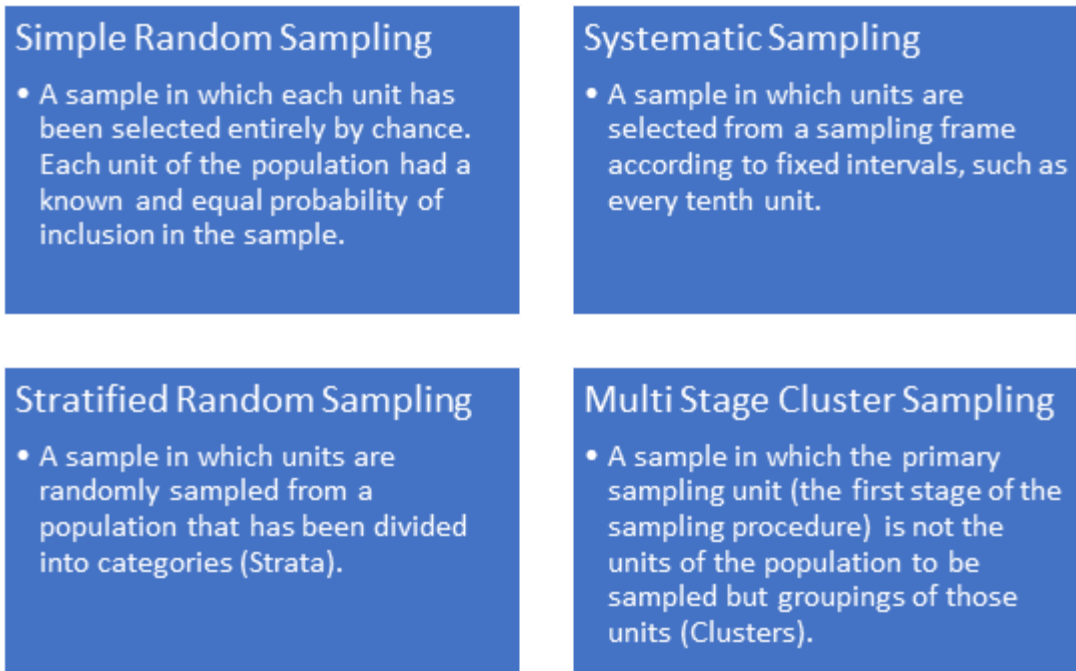 Simple Random Sampling
• A sample in which each unit has
been selected entirely by chance.
Each unit of the population had a
known and equal probability of
inclusion in the sample.
Systematic Sampling
• A sample in which units are
selected from a sampling frame
according to fixed intervals, such as
every tenth unit.
Stratified Random Sampling
• A sample in which units are
randomly sampled from a
population that has been divided
into categories (Strata).
Multi Stage Cluster Sampling
• A sample in which the primary
sampling unit (the first stage of the
sampling procedure) is not the
units of the population to be
sampled but groupings of those
units (Clusters).